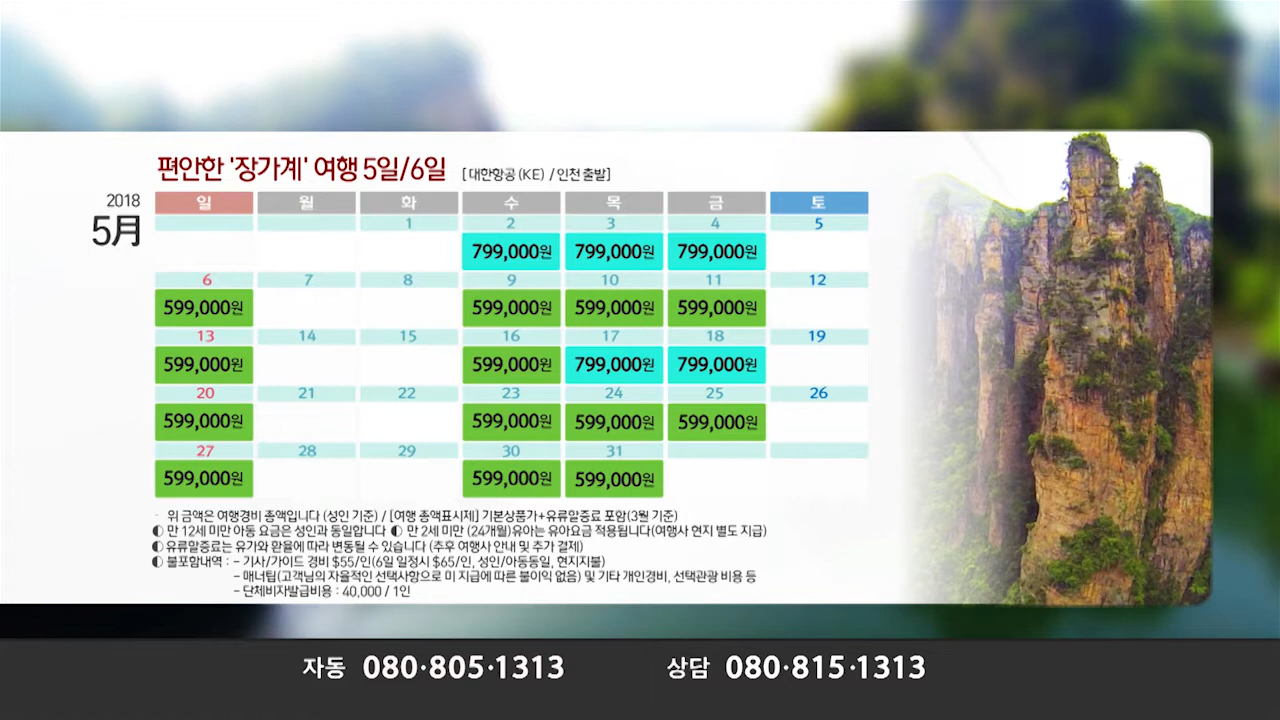 편안한 '장가계' 여행 5일/6일 [ 대한항공 (KE) / 인천 출발]
2018
5月
일 월 화 수 목 금 토
1 2 3 4 5
799,000원 799,000원 799,000원
6 7 8 9 10 11 12
599,000원 599,000원 599,000원 599,000원
13 14 15 16 17 18 19
599,000원 599,000원 799,000원 799,000원
20 21 22 23 24 25 26
599,000원 599,000원 599,000원 599,000원
27 28 29 30 31
599,000원 599,000원 599,000원
- 위 금액은 여행경비 총액입니다 (성인 기준) / [여행 총액표시제] 기본상품가+유류할증료 포함(3월 기준)
◐ 만 12세 미만 아동 요금은 성인과 동일합니다 ◐ 만 2세 미만 (24개월)유아는 유아요금 적용됩니다(여행사 현지 별도 지급)
◐ 유류할증료는 유가와 환율에 따라 변동될 수 있습니다 (추후 여행사 안내 및 추가 결제)
◐ 불포함내역 : - 기사/가이드 경비 $55/인(6일 일정시 $65/인, 성인/아동동일, 현지지불)
- 매너팁(고객님의 자율적인 선택사항으로 미 지급에 따른 불이익 없음) 및 기타 개인경비, 선택관광 비용 등
- 단체비자발급비용 : 40,000 / 1인
자동 080·805·1313 상담 080·815·1313